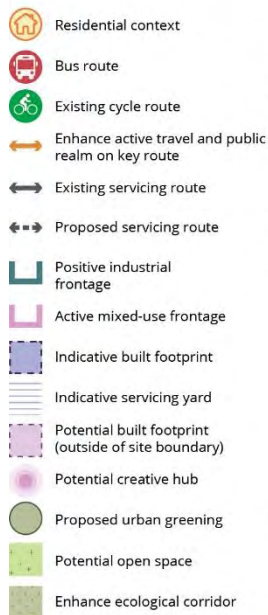 Residential context
Bus route
Existing cycle route
Enhance active travel and public
realm on key route
Existing servicing route
Proposed servicing route
Positive industrial
frontage
Active mixed-use frontage
Indicative built footprint
Indicative servicing yard
Potential built footprint
(outside of site boundary)
Potential creative hub
Proposed urban greening
Potential open space
Enhance ecological corridor